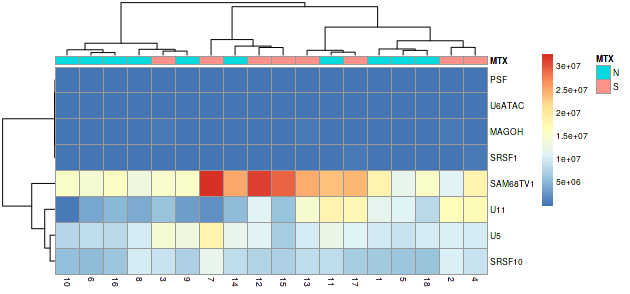 MTX
PSF
U6ATAC
MAGOH
SRSF1
SAM68TV1
U11
U5
SRSF10
10 6 16 8 3 9 7 14 12 15 13 11 17 1 5 18 2 4
3e+07
2.5e+07
2e+07
1.5e+07
1e+07
5e+06
MTX
N
S